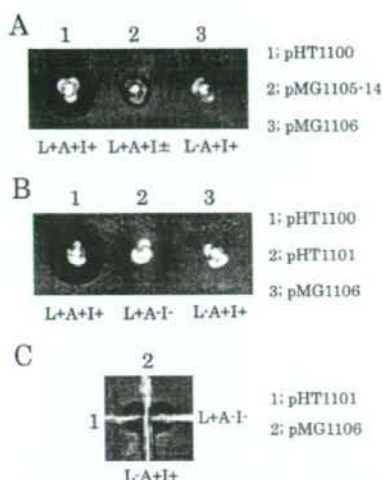 A
1 2 3
1; pHT1100
2; pMG1105-14
3; pMG1106
L+A+I+ L+A+I± L-A+I+
B
1 2 3
1; pHT1100
2; pHT1101
3; pMG1106
L+A+I+ L+A-I- L-A+I+
C
2
1 L+A-I-
1; pHT1101
2; pMG1106
L-A+I+